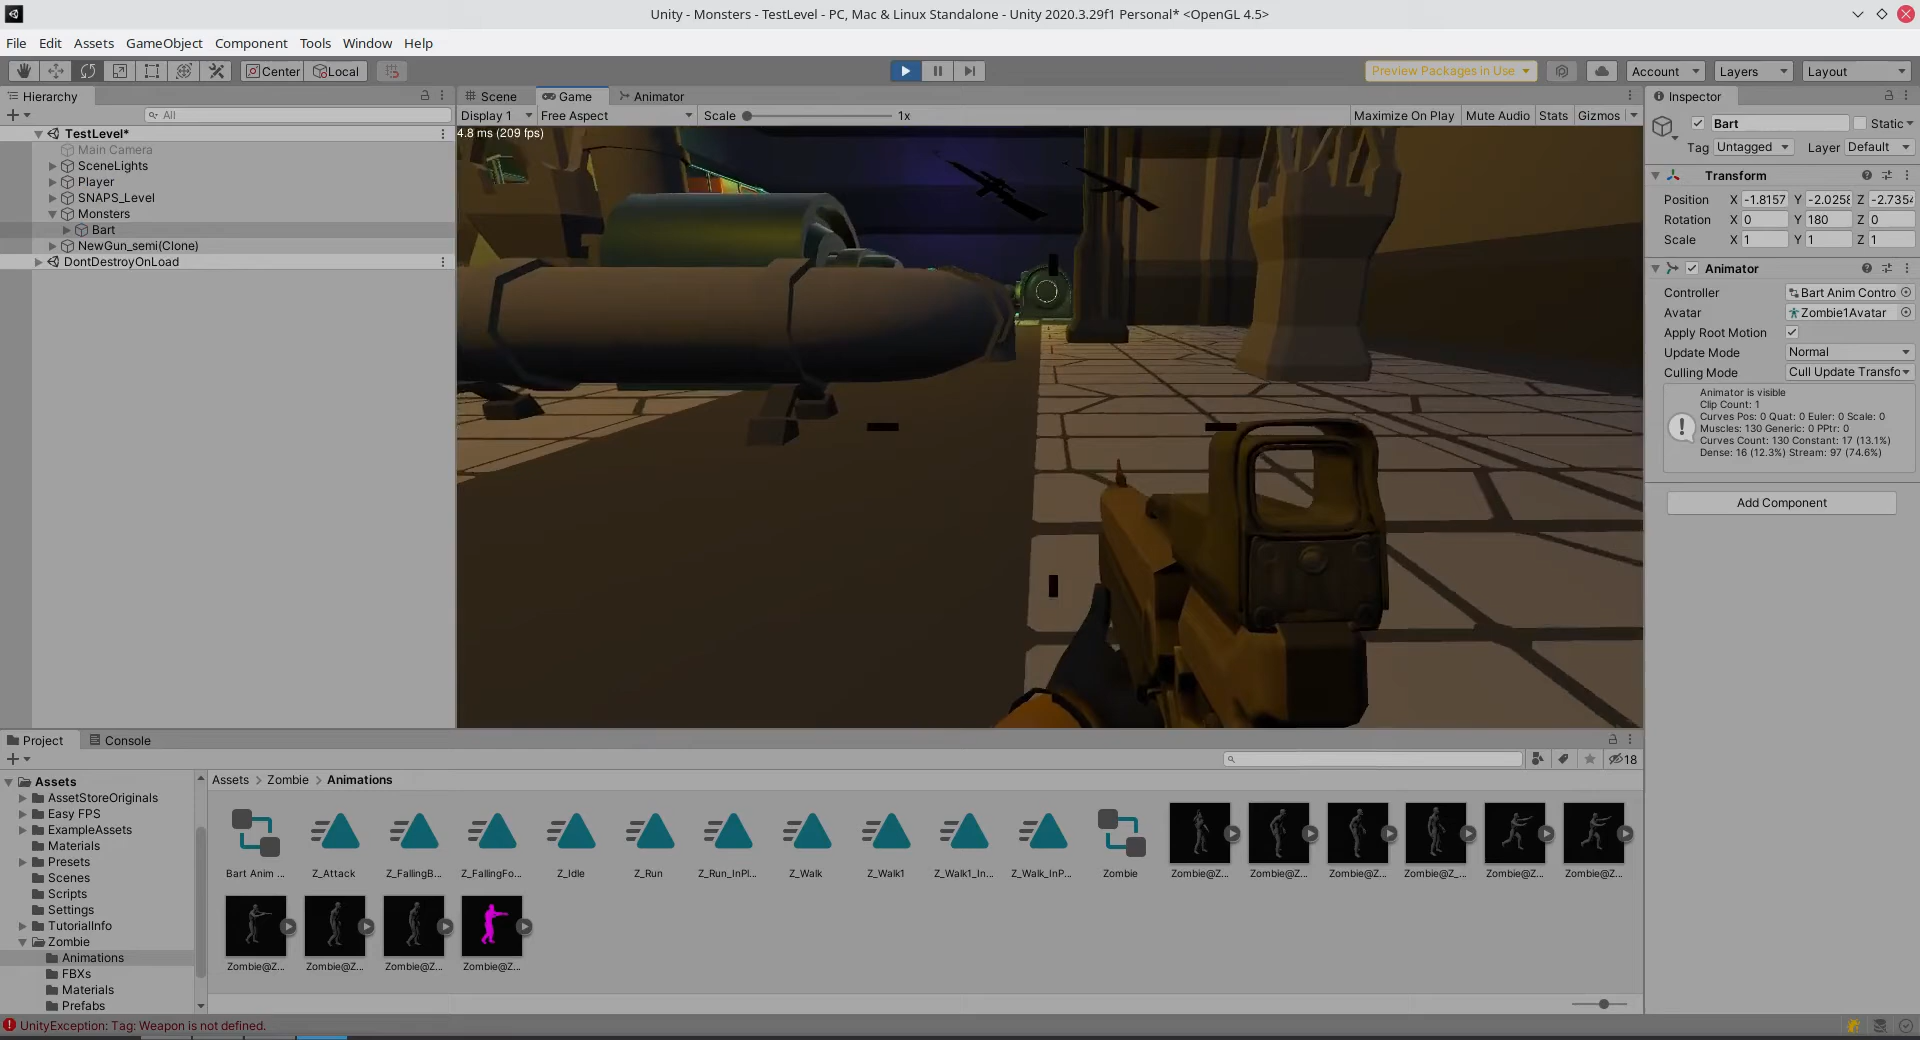 Unity - Monsters - TestLevel - PC, Mac & Linux Standalone - Unity 2020.3.29f1 Personal* <OpenGL 4.5>
File Edit Assets GameObject Component Tools Window Help
Center Local Preview Packages in Use Account Layers Layout
Hierarchy
All
TestLevel*
Main Camera
SceneLights
Player
SNAPS_Level
Monsters
Bart
NewGun_semi(Clone)
DontDestroyOnLoad
Scene Game Animator
Display 1 Free Aspect Scale 1x Maximize On Play Mute Audio Stats Gizmos
4.8 ms (209 fps)
Inspector
Bart Static
Tag Untagged Layer Default
Transform
Position X -1.8157 Y -2.0258 Z -2.7354
Rotation X 0 Y 180 Z 0
Scale X 1 Y 1 Z 1
Animator
Controller Bart Anim Contro
Avatar Zombie1Avatar
Apply Root Motion
Update Mode Normal
Culling Mode Cull Update Transfo
Animator is visible
Clip Count: 1
Curves Pos: 0 Quat: 0 Euler: 0 Scale: 0
Muscles: 130 Generic: 0 PPtr: 0
Curves Count: 130 Constant: 17 (13.1%)
Dense: 16 (12.3%) Stream: 97 (74.6%)
Add Component
Project Console
18
Assets
AssetStoreOriginals
Easy FPS
ExampleAssets
Materials
Presets
Scenes
Scripts
Settings
TutorialInfo
Zombie
Animations
FBXs
Materials
Prefabs
Assets > Zombie > Animations
Bart Anim ... Z_Attack Z_FallingB... Z_FallingFo... Z_Idle Z_Run Z_Run_InPl... Z_Walk Z_Walk1 Z_Walk1_In... Z_Walk_InP... Zombie Zombie@Z... Zombie@Z... Zombie@Z... Zombie@Z_... Zombie@Z... Zombie@Z...
Zombie@Z... Zombie@Z... Zombie@Z... Zombie@Z...
UnityException: Tag: Weapon is not defined.